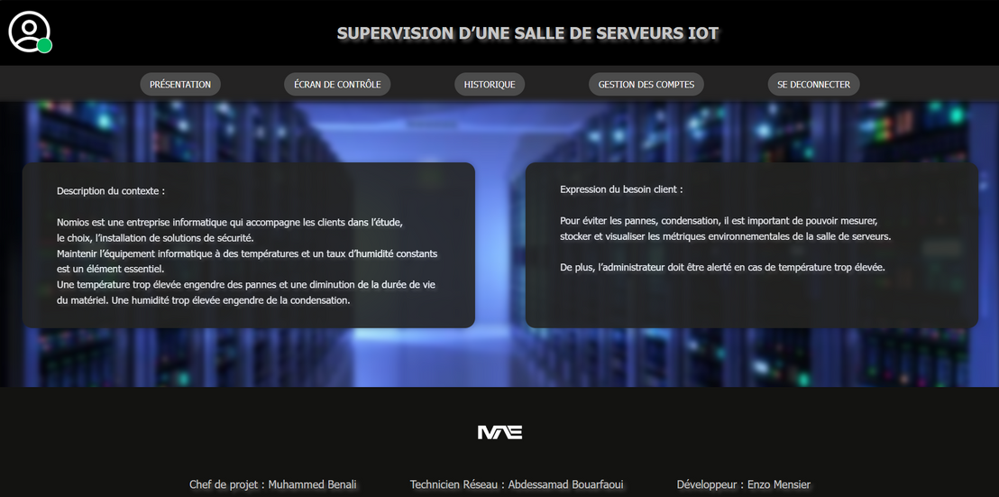 SUPERVISION D’UNE SALLE DE SERVEURS IOT
PRÉSENTATION
ÉCRAN DE CONTRÔLE
HISTORIQUE
GESTION DES COMPTES
SE DECONNECTER
Description du contexte :
Nomios est une entreprise informatique qui accompagne les clients dans l’étude,
le choix, l’installation de solutions de sécurité.
Maintenir l’équipement informatique à des températures et un taux d’humidité constants
est un élément essentiel.
Une température trop élevée engendre des pannes et une diminution de la durée de vie
du matériel. Une humidité trop élevée engendre de la condensation.
Expression du besoin client :
Pour éviter les pannes, condensation, il est important de pouvoir mesurer,
stocker et visualiser les métriques environnementales de la salle de serveurs.
De plus, l’administrateur doit être alerté en cas de température trop élevée.
Chef de projet : Muhammed Benali
Technicien Réseau : Abdessamad Bouarfaoui
Développeur : Enzo Mensier